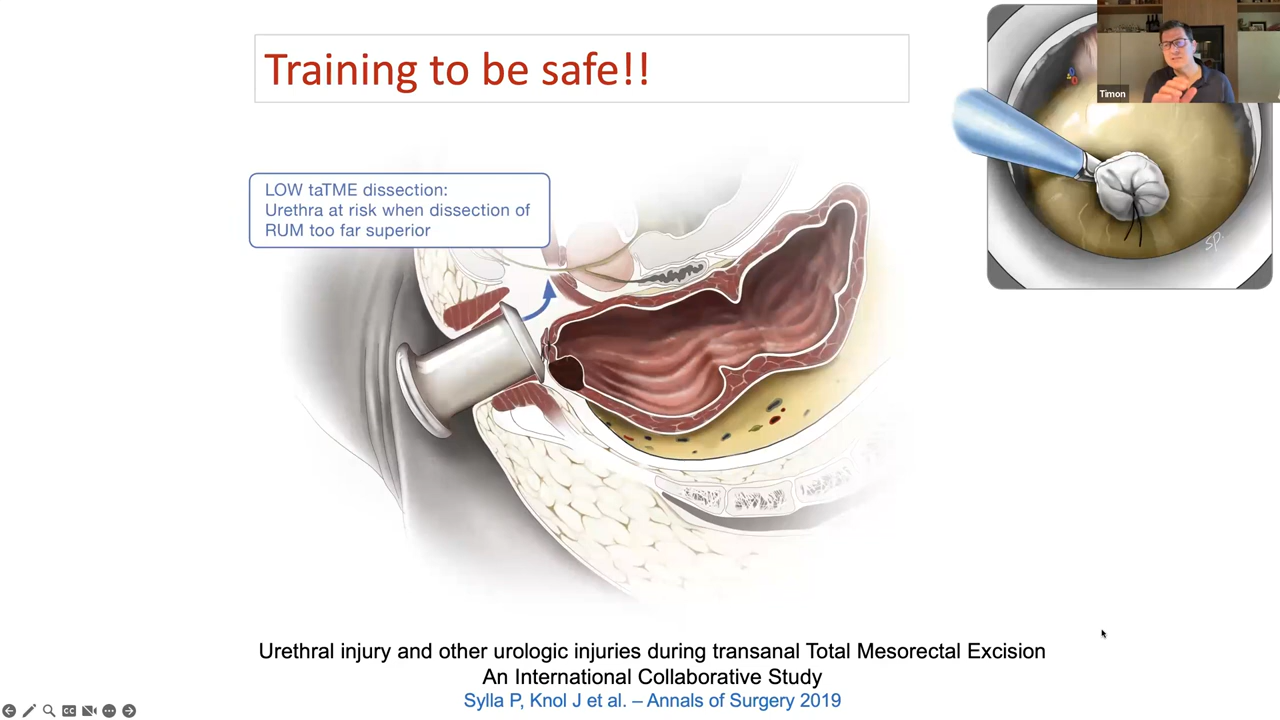 Training to be safe!!
Timon
LOW taTME dissection:
Urethra at risk when dissection of
RUM too far superior
SP.
Urethral injury and other urologic injuries during transanal Total Mesorectal Excision
An International Collaborative Study
Sylla P, Knol J et al. – Annals of Surgery 2019
CC